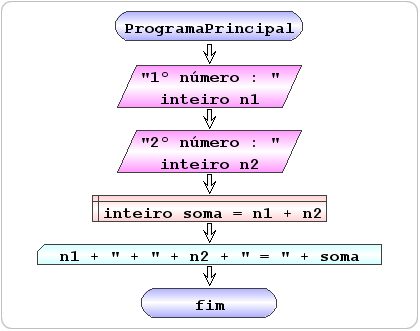 ProgramaPrincipal
"1° número : "
inteiro n1
"2° número : "
inteiro n2
inteiro soma = n1 + n2
n1 + " + " + n2 + " = " + soma
fim